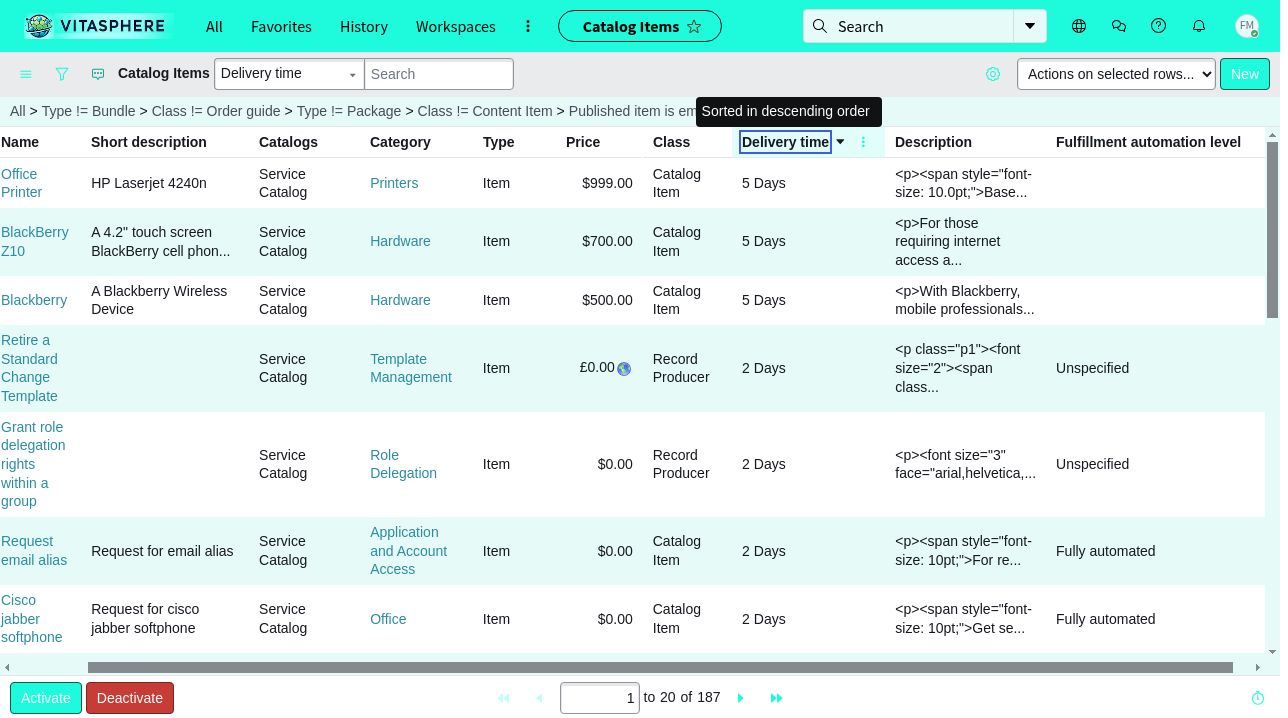 VITASPHERE
All Favorites History Workspaces Catalog Items Search FM
Catalog Items Delivery time Search Actions on selected rows... New
All > Type != Bundle > Class != Order guide > Type != Package > Class != Content Item > Published item is em
Sorted in descending order
Name Short description Catalogs Category Type Price Class Delivery time Description Fulfillment automation level
Office
Printer
HP Laserjet 4240n
Service
Catalog
Printers
Item
$999.00
Catalog
Item
5 Days
<p><span style="font-
size: 10.0pt;">Base...
BlackBerry
Z10
A 4.2" touch screen
BlackBerry cell phon...
Service
Catalog
Hardware
Item
$700.00
Catalog
Item
5 Days
<p>For those
requiring internet
access a...
Blackberry
A Blackberry Wireless
Device
Service
Catalog
Hardware
Item
$500.00
Catalog
Item
5 Days
<p>With Blackberry,
mobile professionals...
Retire a
Standard
Change
Template
Service
Catalog
Template
Management
Item
£0.00
Record
Producer
2 Days
<p class="p1"><font
size="2"><span
class...
Unspecified
Grant role
delegation
rights
within a
group
Service
Catalog
Role
Delegation
Item
$0.00
Record
Producer
2 Days
<p><font size="3"
face="arial,helvetica,...
Unspecified
Request
email alias
Request for email alias
Service
Catalog
Application
and Account
Access
Item
$0.00
Catalog
Item
2 Days
<p><span style="font-
size: 10pt;">For re...
Fully automated
Cisco
jabber
softphone
Request for cisco
jabber softphone
Service
Catalog
Office
Item
$0.00
Catalog
Item
2 Days
<p><span style="font-
size: 10pt;">Get se...
Fully automated
Activate Deactivate 1 to 20 of 187